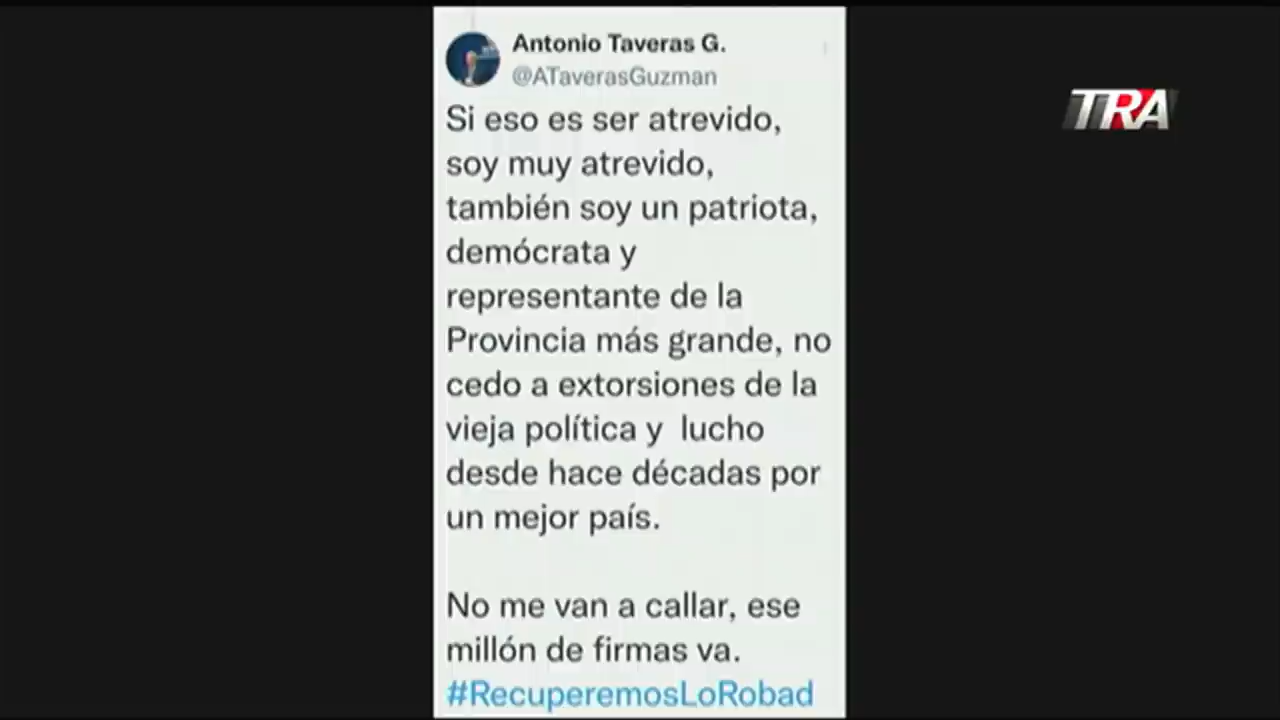 Antonio Taveras G.
@ATaverasGuzman
TRA
Si eso es ser atrevido,
soy muy atrevido,
también soy un patriota,
demócrata y
representante de la
Provincia más grande, no
cedo a extorsiones de la
vieja política y lucho
desde hace décadas por
un mejor país.
No me van a callar, ese
millón de firmas va.
#RecuperemosLoRobad